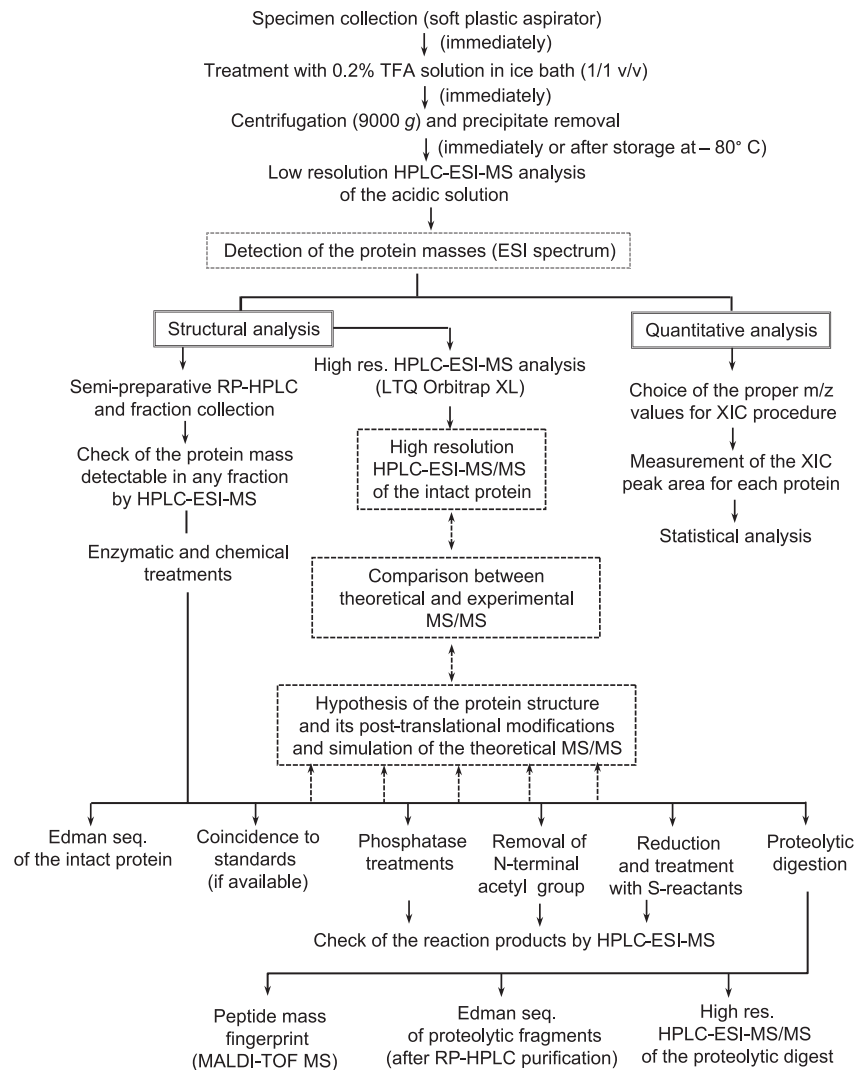 Specimen collection (soft plastic aspirator)
(immediately)
Treatment with 0.2% TFA solution in ice bath (1/1 v/v)
(immediately)
Centrifugation (9000 g) and precipitate removal
(immediately or after storage at – 80° C)
Low resolution HPLC-ESI-MS analysis
of the acidic solution
Detection of the protein masses (ESI spectrum)
Structural analysis
Quantitative analysis
Semi-preparative RP-HPLC
and fraction collection
Check of the protein mass
detectable in any fraction
by HPLC-ESI-MS
Enzymatic and chemical
treatments
High res. HPLC-ESI-MS analysis
(LTQ Orbitrap XL)
High resolution
HPLC-ESI-MS/MS
of the intact protein
Comparison between
theoretical and experimental
MS/MS
Hypothesis of the protein structure
and its post-translational modifications
and simulation of the theoretical MS/MS
Choice of the proper m/z
values for XIC procedure
Measurement of the XIC
peak area for each protein
Statistical analysis
Edman seq.
of the intact protein
Coincidence to
standards
(if available)
Phosphatase
treatments
Removal of
N-terminal
acetyl group
Reduction
and treatment
with S-reactants
Proteolytic
digestion
Check of the reaction products by HPLC-ESI-MS
Peptide mass
fingerprint
(MALDI-TOF MS)
Edman seq.
of proteolytic fragments
(after RP-HPLC purification)
High res.
HPLC-ESI-MS/MS
of the proteolytic digest